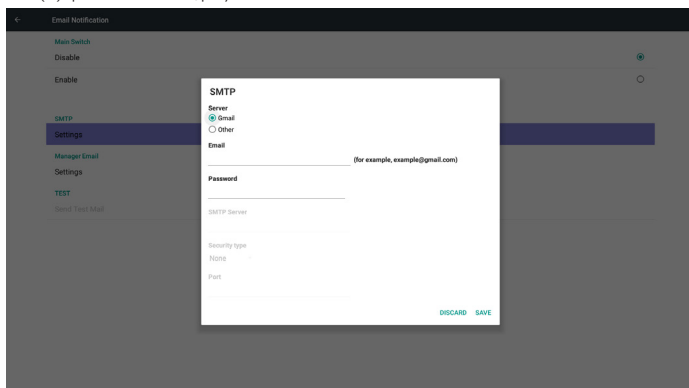 Email Notification
Main Switch
Disable
Enable
SMTP
Settings
Manager Email
Settings
TEST
Send Test Mail
SMTP
Server
Gmail
Other
Email
(for example, example@gmail.com)
Password
SMTP Server
Security type
None
Port
DISCARD SAVE